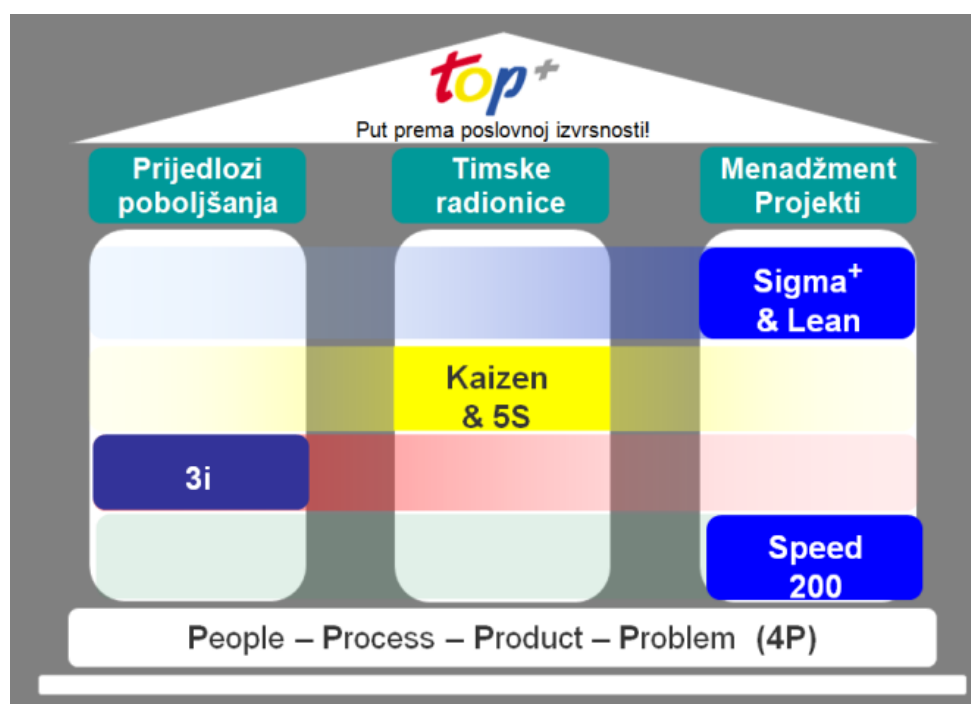 top+
Put prema poslovnoj izvrsnosti!
Prijedlozi
poboljšanja
Timske
radionice
Menadžment
Projekti
Sigma+
& Lean
Kaizen
& 5S
3i
Speed
200
People – Process – Product – Problem (4P)